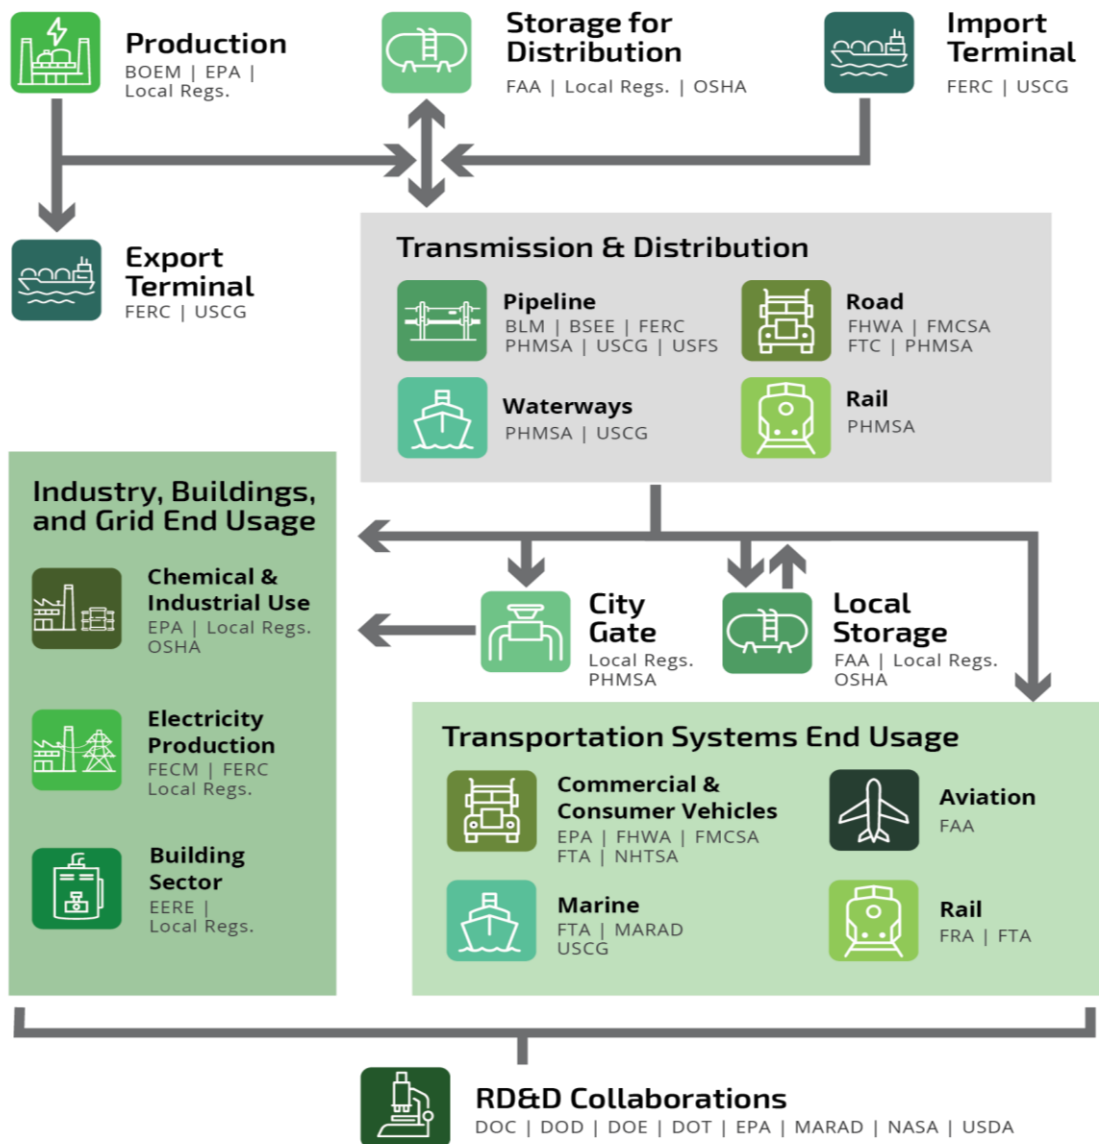 Production
BOEM | EPA |
Local Regs.
Storage for
Distribution
FAA | Local Regs. | OSHA
Import
Terminal
FERC | USCG
Export
Terminal
FERC | USCG
Transmission & Distribution
Pipeline
BLM | BSEE | FERC
PHMSA | USCG | USFS
Road
FHWA | FMCSA
FTC | PHMSA
Waterways
PHMSA | USCG
Rail
PHMSA
Industry, Buildings,
and Grid End Usage
Chemical &
Industrial Use
EPA | Local Regs.
OSHA
Electricity
Production
FECM | FERC
Local Regs.
Building
Sector
EERE |
Local Regs.
City
Gate
Local Regs.
PHMSA
Local
Storage
FAA | Local Regs.
OSHA
Transportation Systems End Usage
Commercial &
Consumer Vehicles
EPA | FHWA | FMCSA
FTA | NHTSA
Aviation
FAA
Marine
FTA | MARAD
USCG
Rail
FRA | FTA
RD&D Collaborations
DOC | DOD | DOE | DOT | EPA | MARAD | NASA | USDA